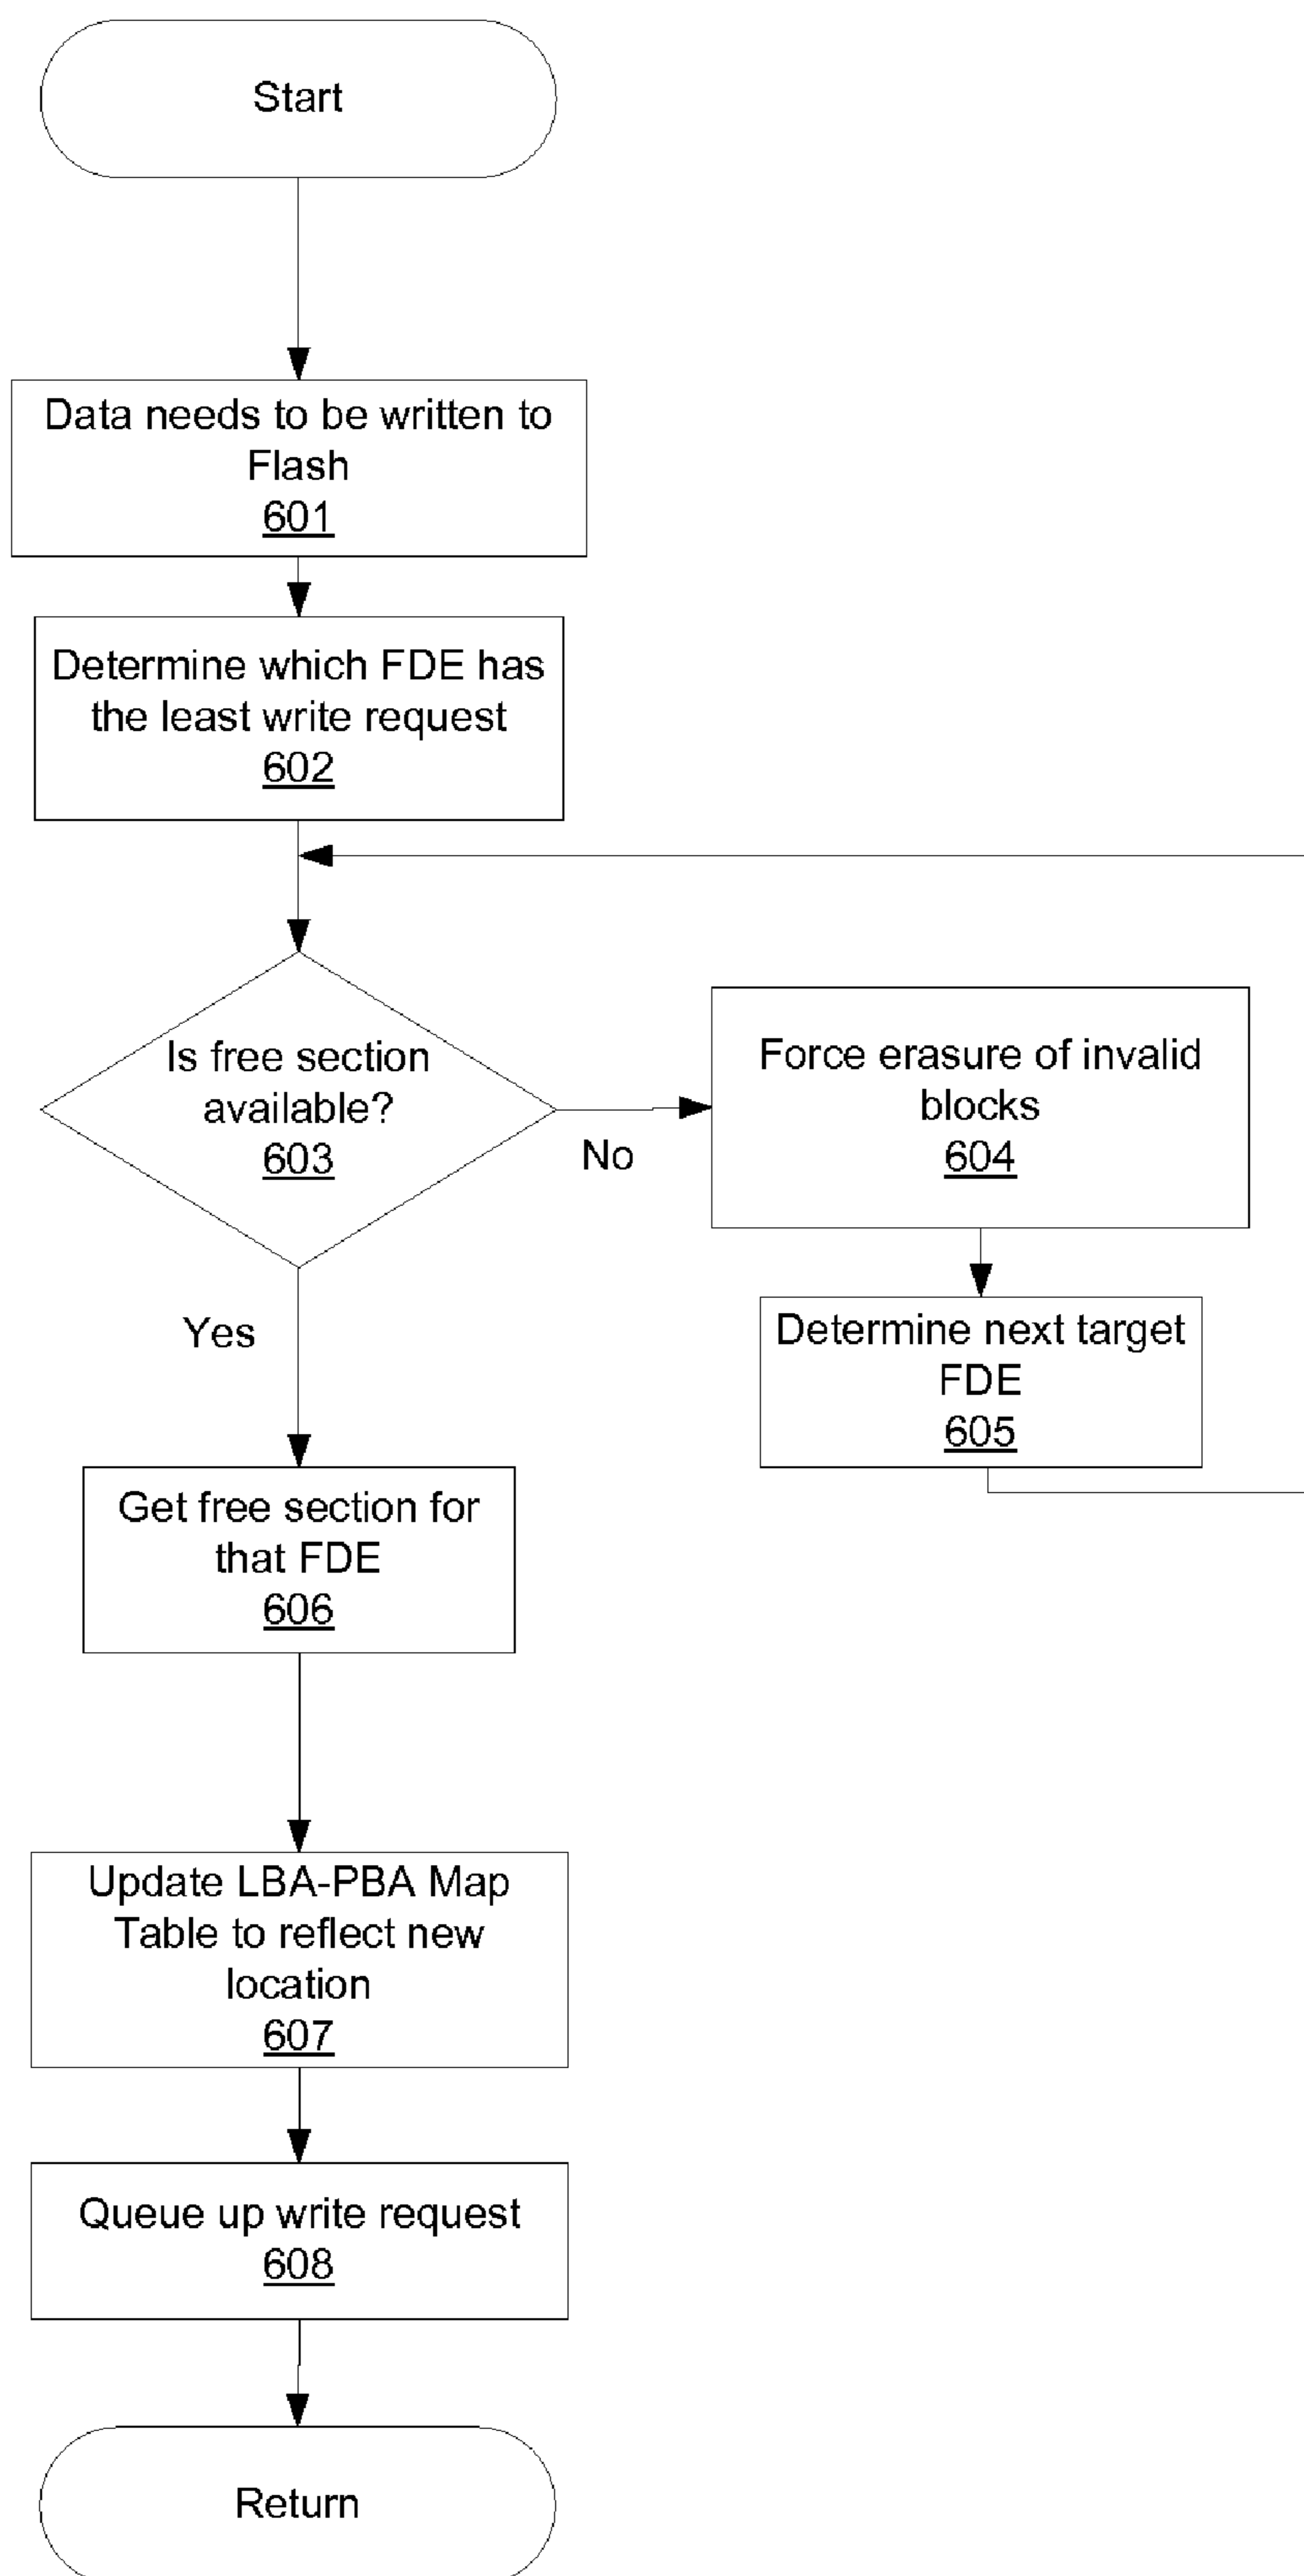 Start
Data needs to be written to
Flash
601
Determine which FDE has
the least write request
602
Is free section
available?
603
No
Force erasure of invalid
blocks
604
Determine next target
FDE
605
Yes
Get free section for
that FDE
606
Update LBA-PBA Map
Table to reflect new
location
607
Queue up write request
608
Return